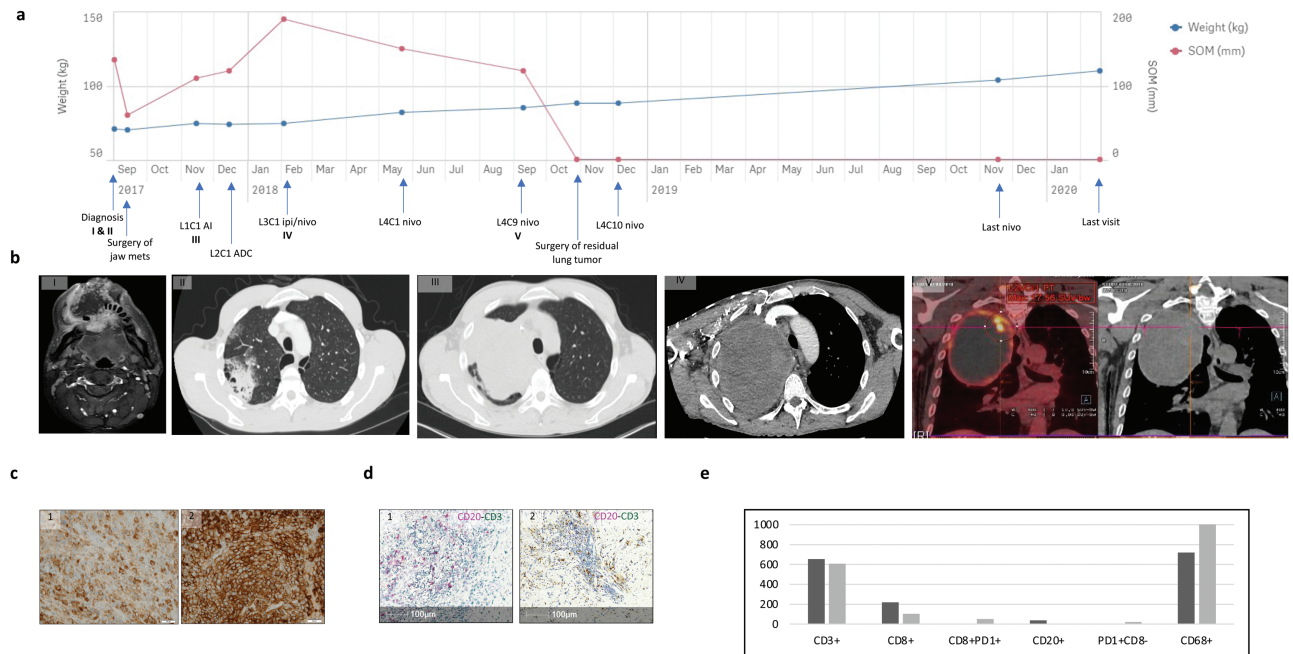 a
150
100
50
Weight (kg)
200
100
0
SOM (mm)
Weight (kg)
SOM (mm)
Sep Oct Nov Dec Jan Feb Mar Apr May Jun Jul Aug Sep Oct Nov Dec Jan Feb Mar Apr May Jun Jul Aug Sep Oct Nov Dec Jan
2017 2018 2019 2020
Diagnosis
I & II
Surgery of
jaw mets
L1C1 AI
III
L2C1 ADC
L3C1 ipi/nivo
IV
L4C1 nivo
L4C9 nivo
V
Surgery of residual
lung tumor
L4C10 nivo
Last nivo
Last visit
b
I
II
III
IV
V
[R]
[A]
c
1
2
d
1
CD20-CD3
100μm
2
CD20-CD3
100μm
e
1000
800
600
400
200
0
CD3+ CD8+ CD8+PD1+ CD20+ PD1+CD8- CD68+